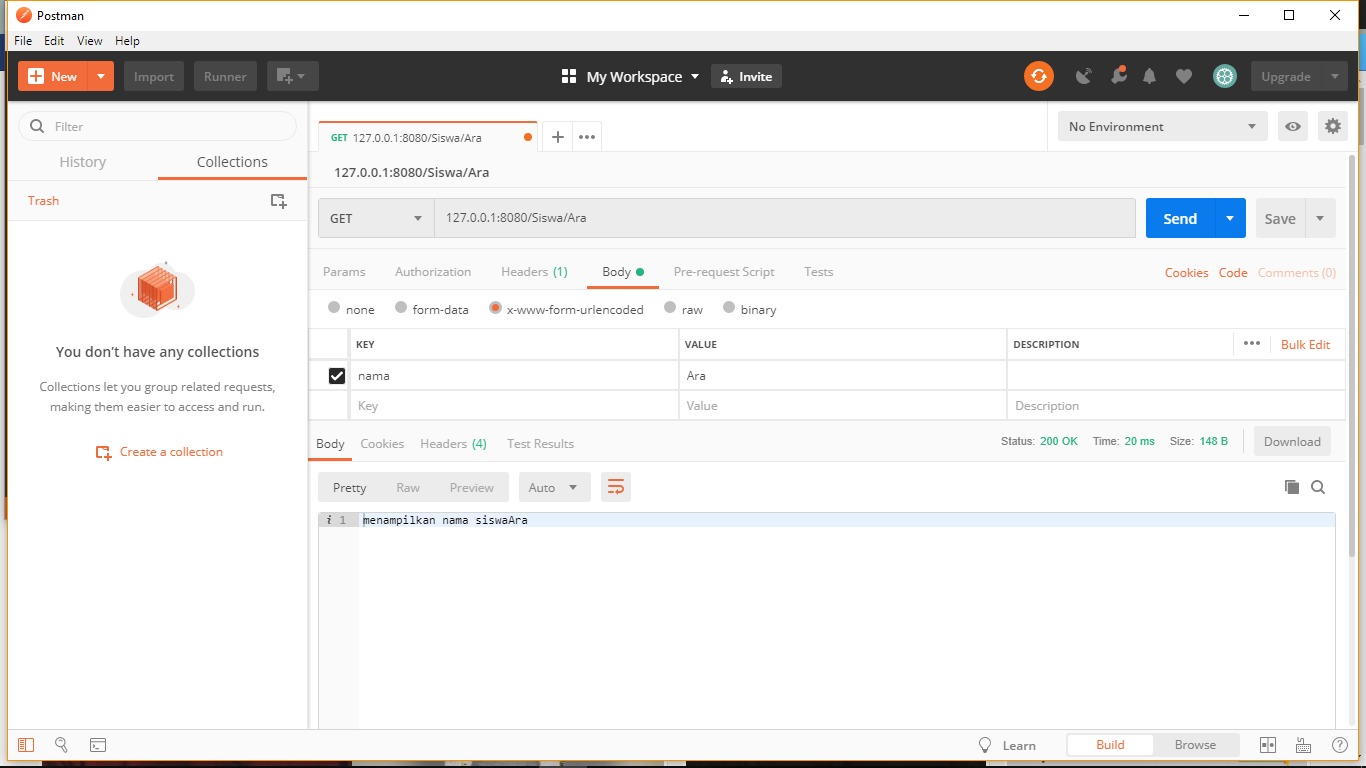 Postman
File Edit View Help
New Import Runner My Workspace Invite Upgrade
Filter
History Collections
Trash
You don’t have any collections
Collections let you group related requests,
making them easier to access and run.
Create a collection
GET 127.0.0.1:8080/Siswa/Ara
No Environment
127.0.0.1:8080/Siswa/Ara
GET 127.0.0.1:8080/Siswa/Ara Send Save
Params Authorization Headers (1) Body Pre-request Script Tests Cookies Code Comments (0)
none form-data x-www-form-urlencoded raw binary
KEY VALUE DESCRIPTION Bulk Edit
nama Ara
Key Value Description
Body Cookies Headers (4) Test Results Status: 200 OK Time: 20 ms Size: 148 B Download
Pretty Raw Preview Auto
i 1 menampilkan nama siswaAra
Learn Build Browse